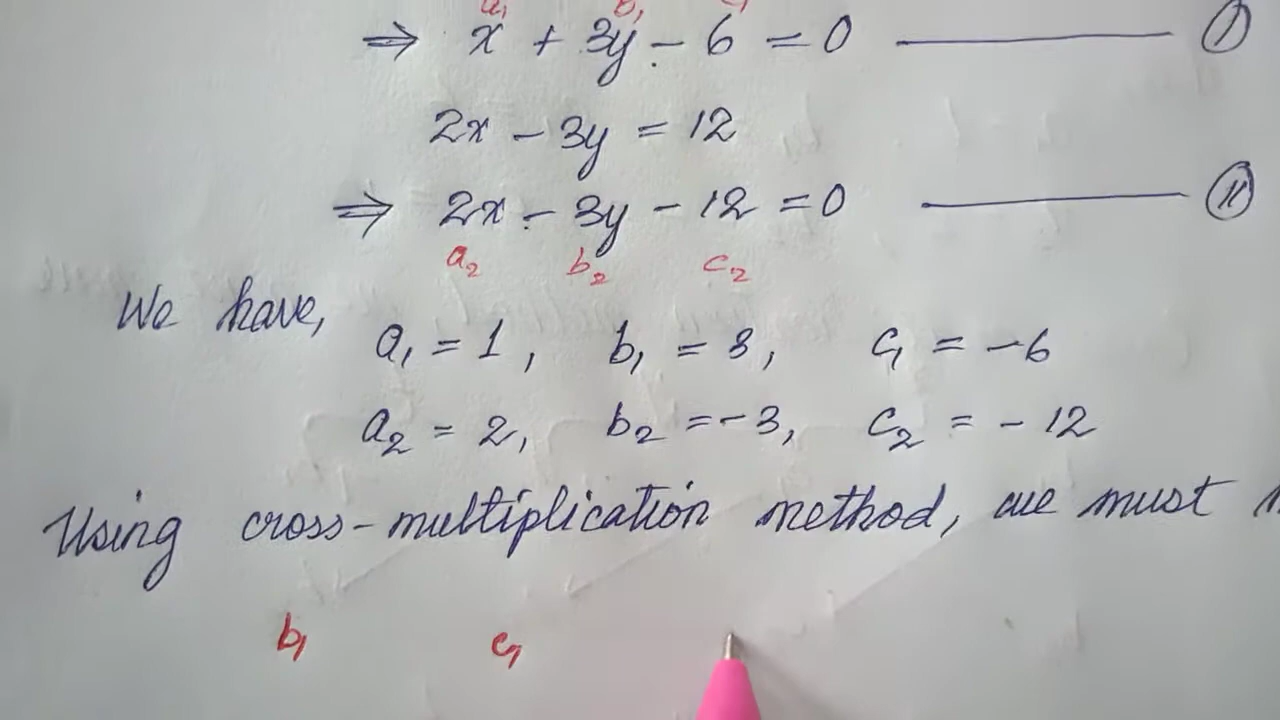 a₁ b₁ c₁
⇒ x + 3y - 6 = 0 ——— (I)
2x - 3y = 12
⇒ 2x - 3y - 12 = 0 ——— (II)
a₂ b₂ c₂
We have,
a₁ = 1, b₁ = 3, c₁ = -6
a₂ = 2, b₂ = -3, c₂ = -12
Using cross-multiplication method, we must
b₁ c₁